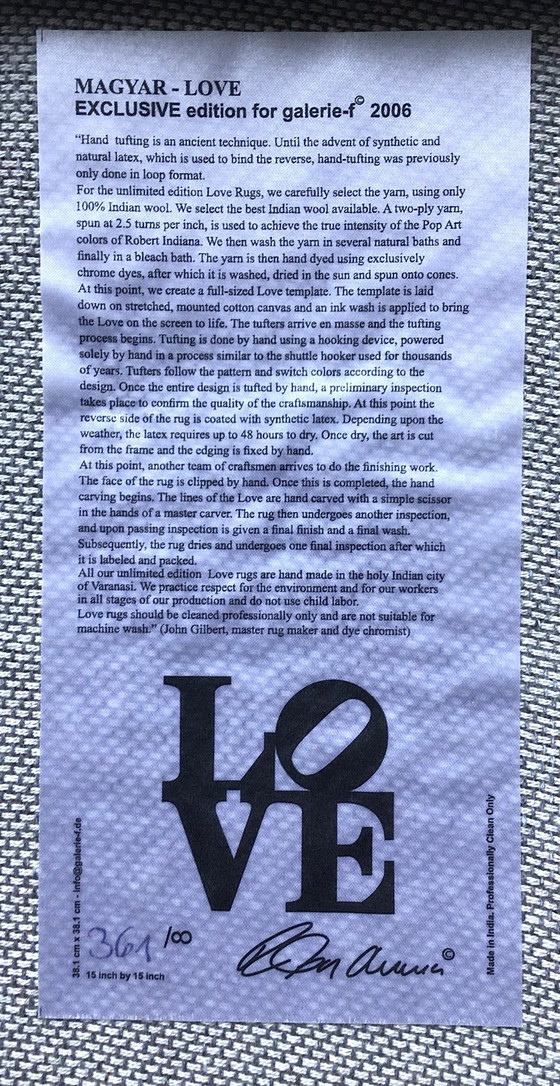 MAGYAR - LOVE
EXCLUSIVE edition for galerie-f© 2006
“Hand tufting is an ancient technique. Until the advent of synthetic and
natural latex, which is used to bind the reverse, hand-tufting was previously
only done in loop format.
For the unlimited edition Love Rugs, we carefully select the yarn, using only
100% Indian wool. We select the best Indian wool available. A two-ply yarn,
spun at 2.5 turns per inch, is used to achieve the true intensity of the Pop Art
colors of Robert Indiana. We then wash the yarn in several natural baths and
finally in a bleach bath. The yarn is then hand dyed using exclusively
chrome dyes, after which it is washed, dried in the sun and spun onto cones.
At this point, we create a full-sized Love template. The template is laid
down on stretched, mounted cotton canvas and an ink wash is applied to bring
the Love on the screen to life. The tufters arrive en masse and the tufting
process begins. Tufting is done by hand using a hooking device, powered
solely by hand in a process similar to the shuttle hooker used for thousands
of years. Tufters follow the pattern and switch colors according to the
design. Once the entire design is tufted by hand, a preliminary inspection
takes place to confirm the quality of the craftsmanship. At this point the
reverse side of the rug is coated with synthetic latex. Depending upon the
weather, the latex requires up to 48 hours to dry. Once dry, the art is cut
from the frame and the edging is fixed by hand.
At this point, another team of craftsmen arrives to do the finishing work.
The face of the rug is clipped by hand. Once this is completed, the hand
carving begins. The lines of the Love are hand carved with a simple scissor
in the hands of a master carver. The rug then undergoes another inspection,
and upon passing inspection is given a final finish and a final wash.
Subsequently, the rug dries and undergoes one final inspection after which
it is labeled and packed.
All our unlimited edition Love rugs are hand made in the holy Indian city
of Varanasi. We practice respect for the environment and for our workers
in all stages of our production and do not use child labor.
Love rugs should be cleaned professionally only and are not suitable for
machine wash.” (John Gilbert, master rug maker and dye chromist)
LO
VE
38.1 cm x 38.1 cm - info@galerie-f.de
361 /∞
15 inch by 15 inch
©
Made in India. Professionally Clean Only